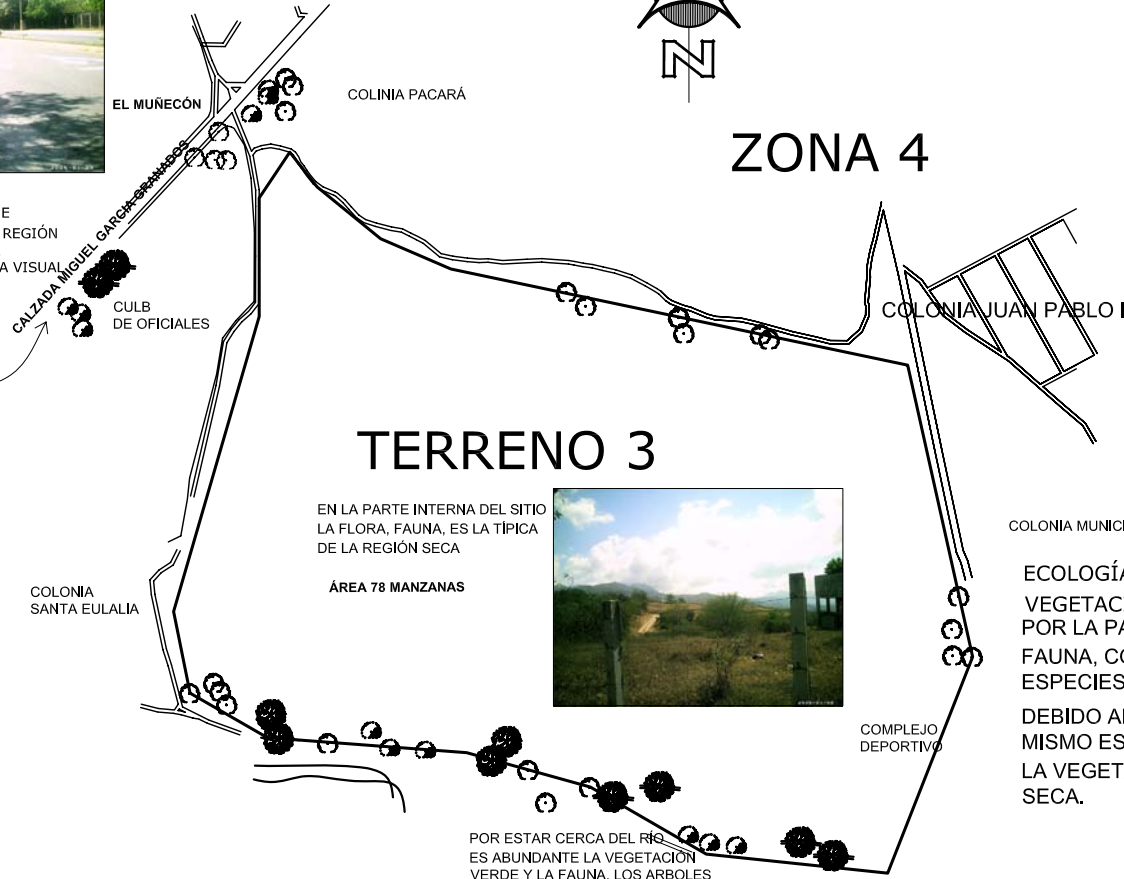 N
EL MUÑECÓN
COLINIA PACARÁ
ZONA 4
CALZADA MIGUEL GARCIA GRANADOS
E
REGIÓN
A VISUAL
CULB
DE OFICIALES
COLONIA JUAN PABLO
TERRENO 3
EN LA PARTE INTERNA DEL SITIO
LA FLORA, FAUNA, ES LA TÍPICA
DE LA REGIÓN SECA
ÁREA 78 MANZANAS
COLONIA
SANTA EULALIA
COLONIA MUNICI
ECOLOGÍA
VEGETAC
POR LA PA
FAUNA, CO
ESPECIES
DEBIDO A
MISMO ES
LA VEGET
SECA.
COMPLEJO
DEPORTIVO
POR ESTAR CERCA DEL RÍO
ES ABUNDANTE LA VEGETACIÓN
VERDE Y LA FAUNA, LOS ARBOLES